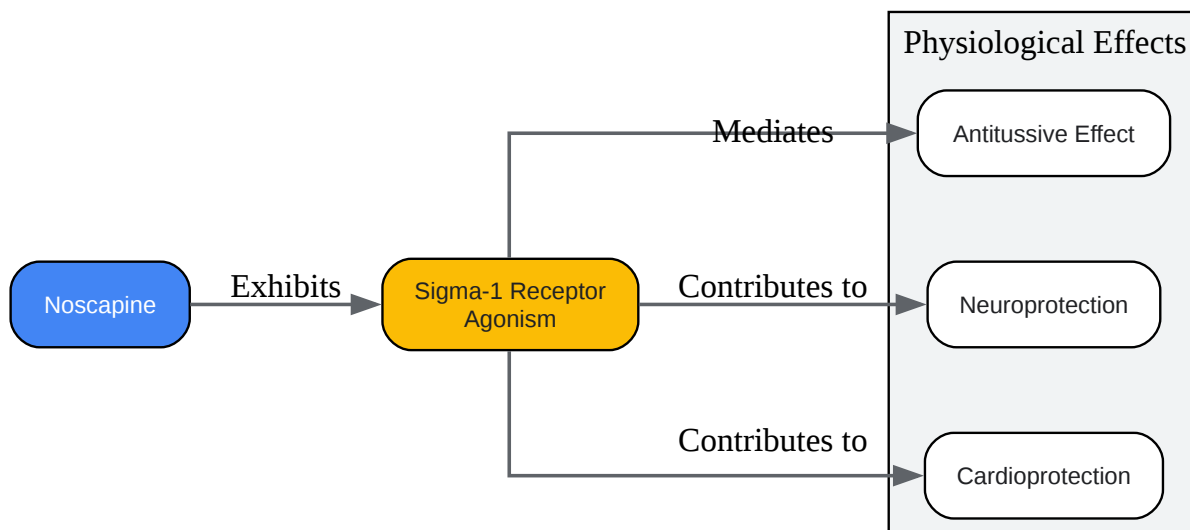 Physiological Effects
Mediates
Antitussive Effect
Noscapine
Exhibits
Sigma-1 Receptor
Agonism
Contributes to
Neuroprotection
Contributes to
Cardioprotection